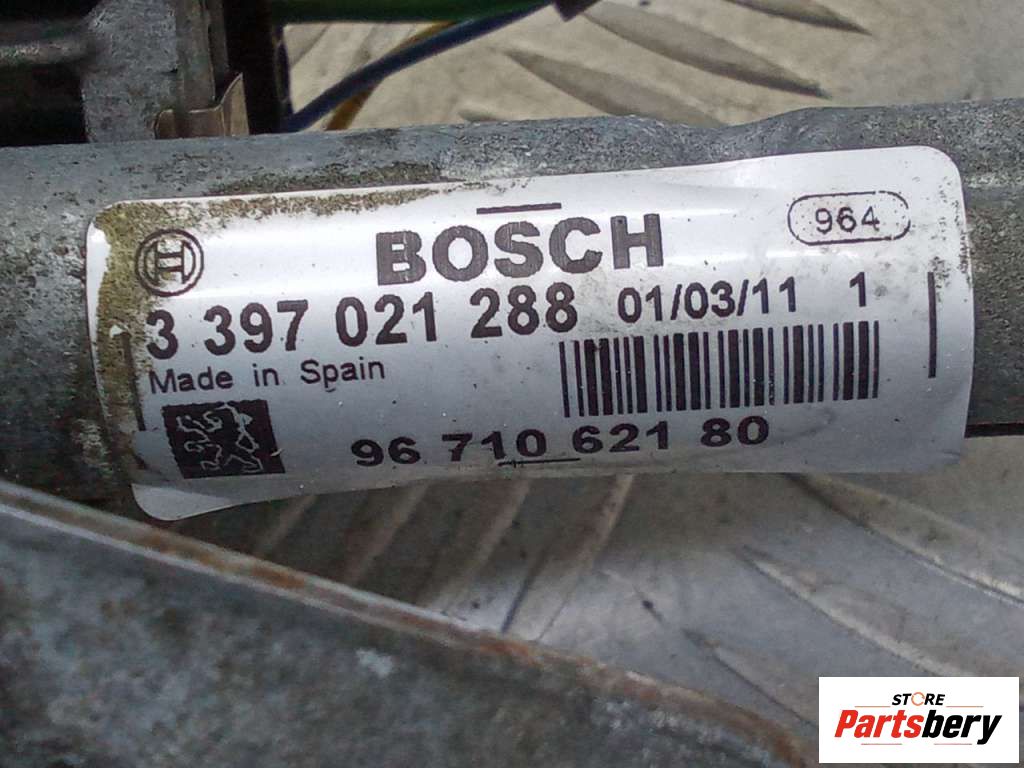 964
BOSCH
3 397 021 288 01/03/11 1
Made in Spain
96 710 621 80
STORE
Partsbery